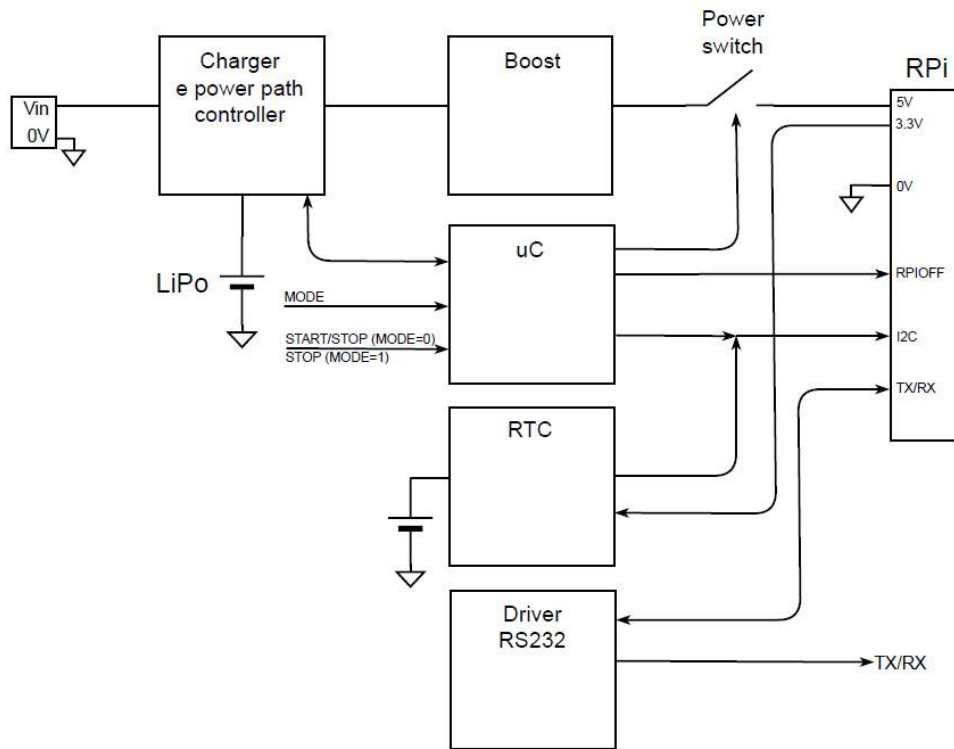 Power
switch
Charger
e power path
controller
Boost
RPi
Vin
0V
5V
3.3V
0V
uC
LiPo
RPIOFF
MODE
START/STOP (MODE=0)
STOP (MODE=1)
I2C
TX/RX
RTC
Driver
RS232
TX/RX